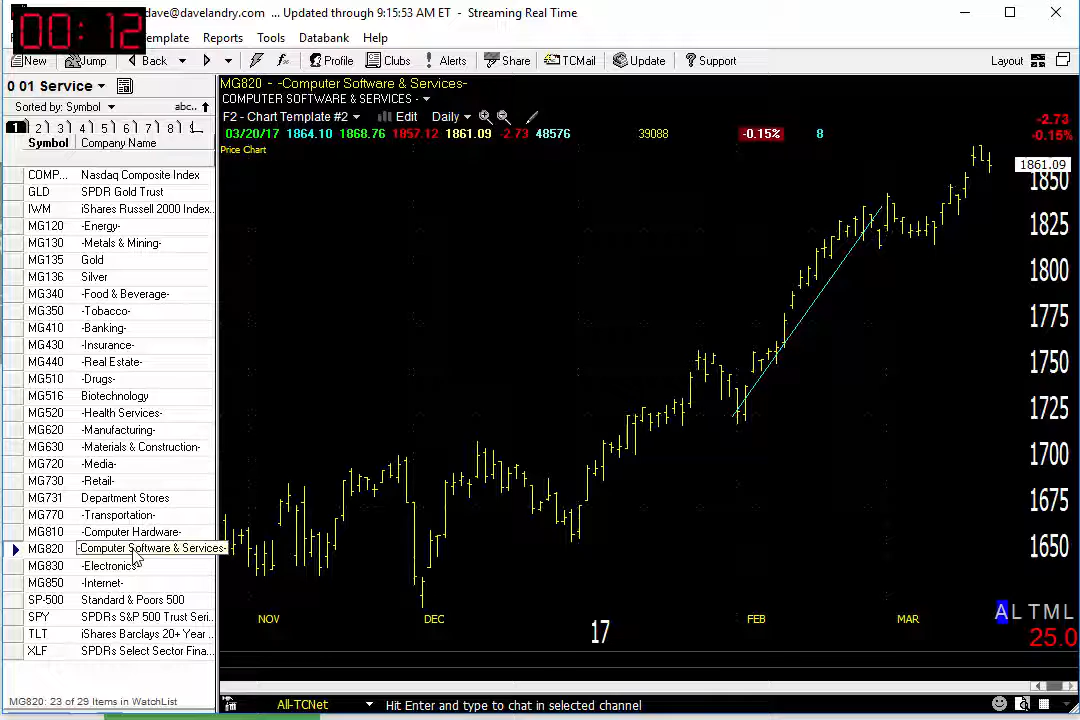 dave@davelandry.com ... Updated through 9:15:53 AM ET - Streaming Real Time
00:12
Template Reports Tools Databank Help
New Jump Back Profile Clubs Alerts Share TCMail Update Support Layout
0 01 Service
Sorted by: Symbol abc..
1 2 3 4 5 6 7 8
Symbol Company Name
COMP... Nasdaq Composite Index
GLD SPDR Gold Trust
IWM iShares Russell 2000 Index..
MG120 -Energy-
MG130 -Metals & Mining-
MG135 Gold
MG136 Silver
MG340 -Food & Beverage-
MG350 -Tobacco-
MG410 -Banking-
MG430 -Insurance-
MG440 -Real Estate-
MG510 -Drugs-
MG516 Biotechnology
MG520 -Health Services-
MG620 -Manufacturing-
MG630 -Materials & Construction-
MG720 -Media-
MG730 -Retail-
MG731 Department Stores
MG770 -Transportation-
MG810 -Computer Hardware-
MG820 -Computer Software & Services-
MG830 -Electronics
MG850 -Internet-
SP-500 Standard & Poors 500
SPY SPDRs S&P 500 Trust Seri..
TLT iShares Barclays 20+ Year ..
XLF SPDRs Select Sector Fina..
MG820: 23 of 29 Items in WatchList
MG820 - -Computer Software & Services-
COMPUTER SOFTWARE & SERVICES -
F2 - Chart Template #2 Edit Daily
03/20/17 1864.10 1868.76 1857.12 1861.09 -2.73 48576 39088 -0.15% 8
-2.73
-0.15%
Price Chart
1861.09
1850
1825
1800
1775
1750
1725
1700
1675
1650
NOV DEC 17 FEB MAR
A L T M L
25.0
All-TCNet Hit Enter and type to chat in selected channel